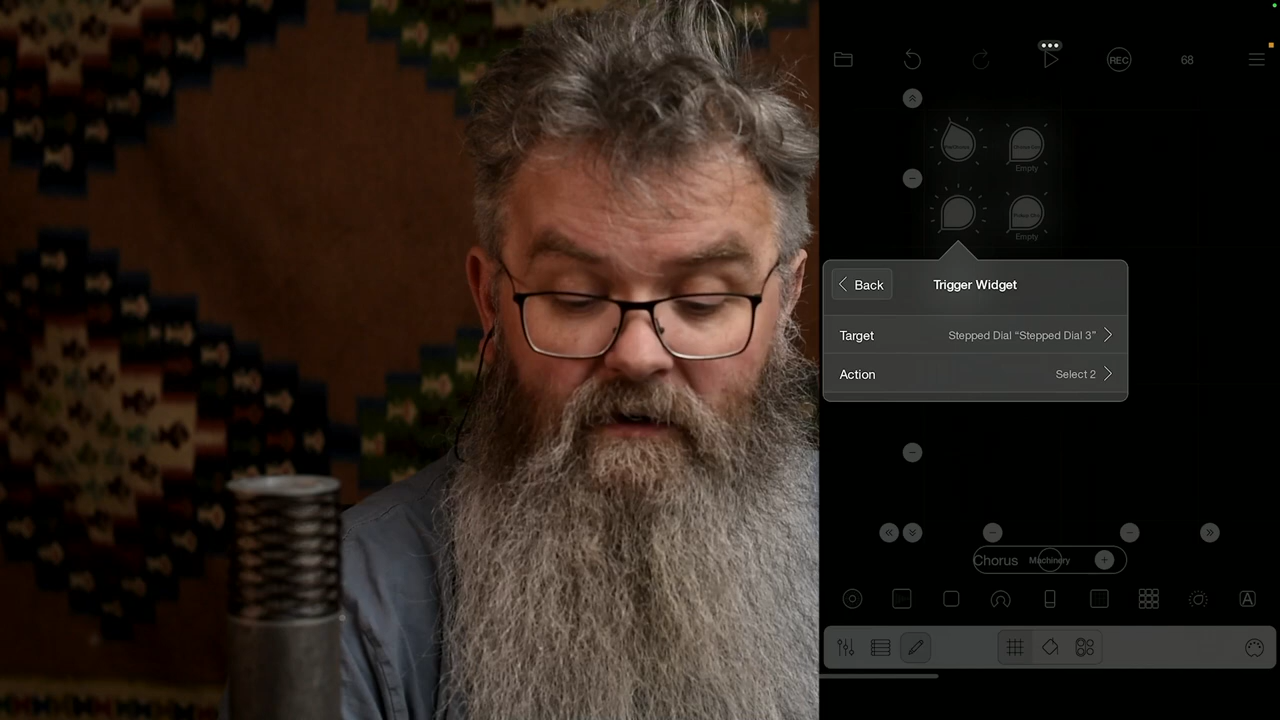 REC
68
Empty
Empty
Back
Trigger Widget
Target
Stepped Dial “Stepped Dial 3”
Action
Select 2
Chorus
Machinery
A